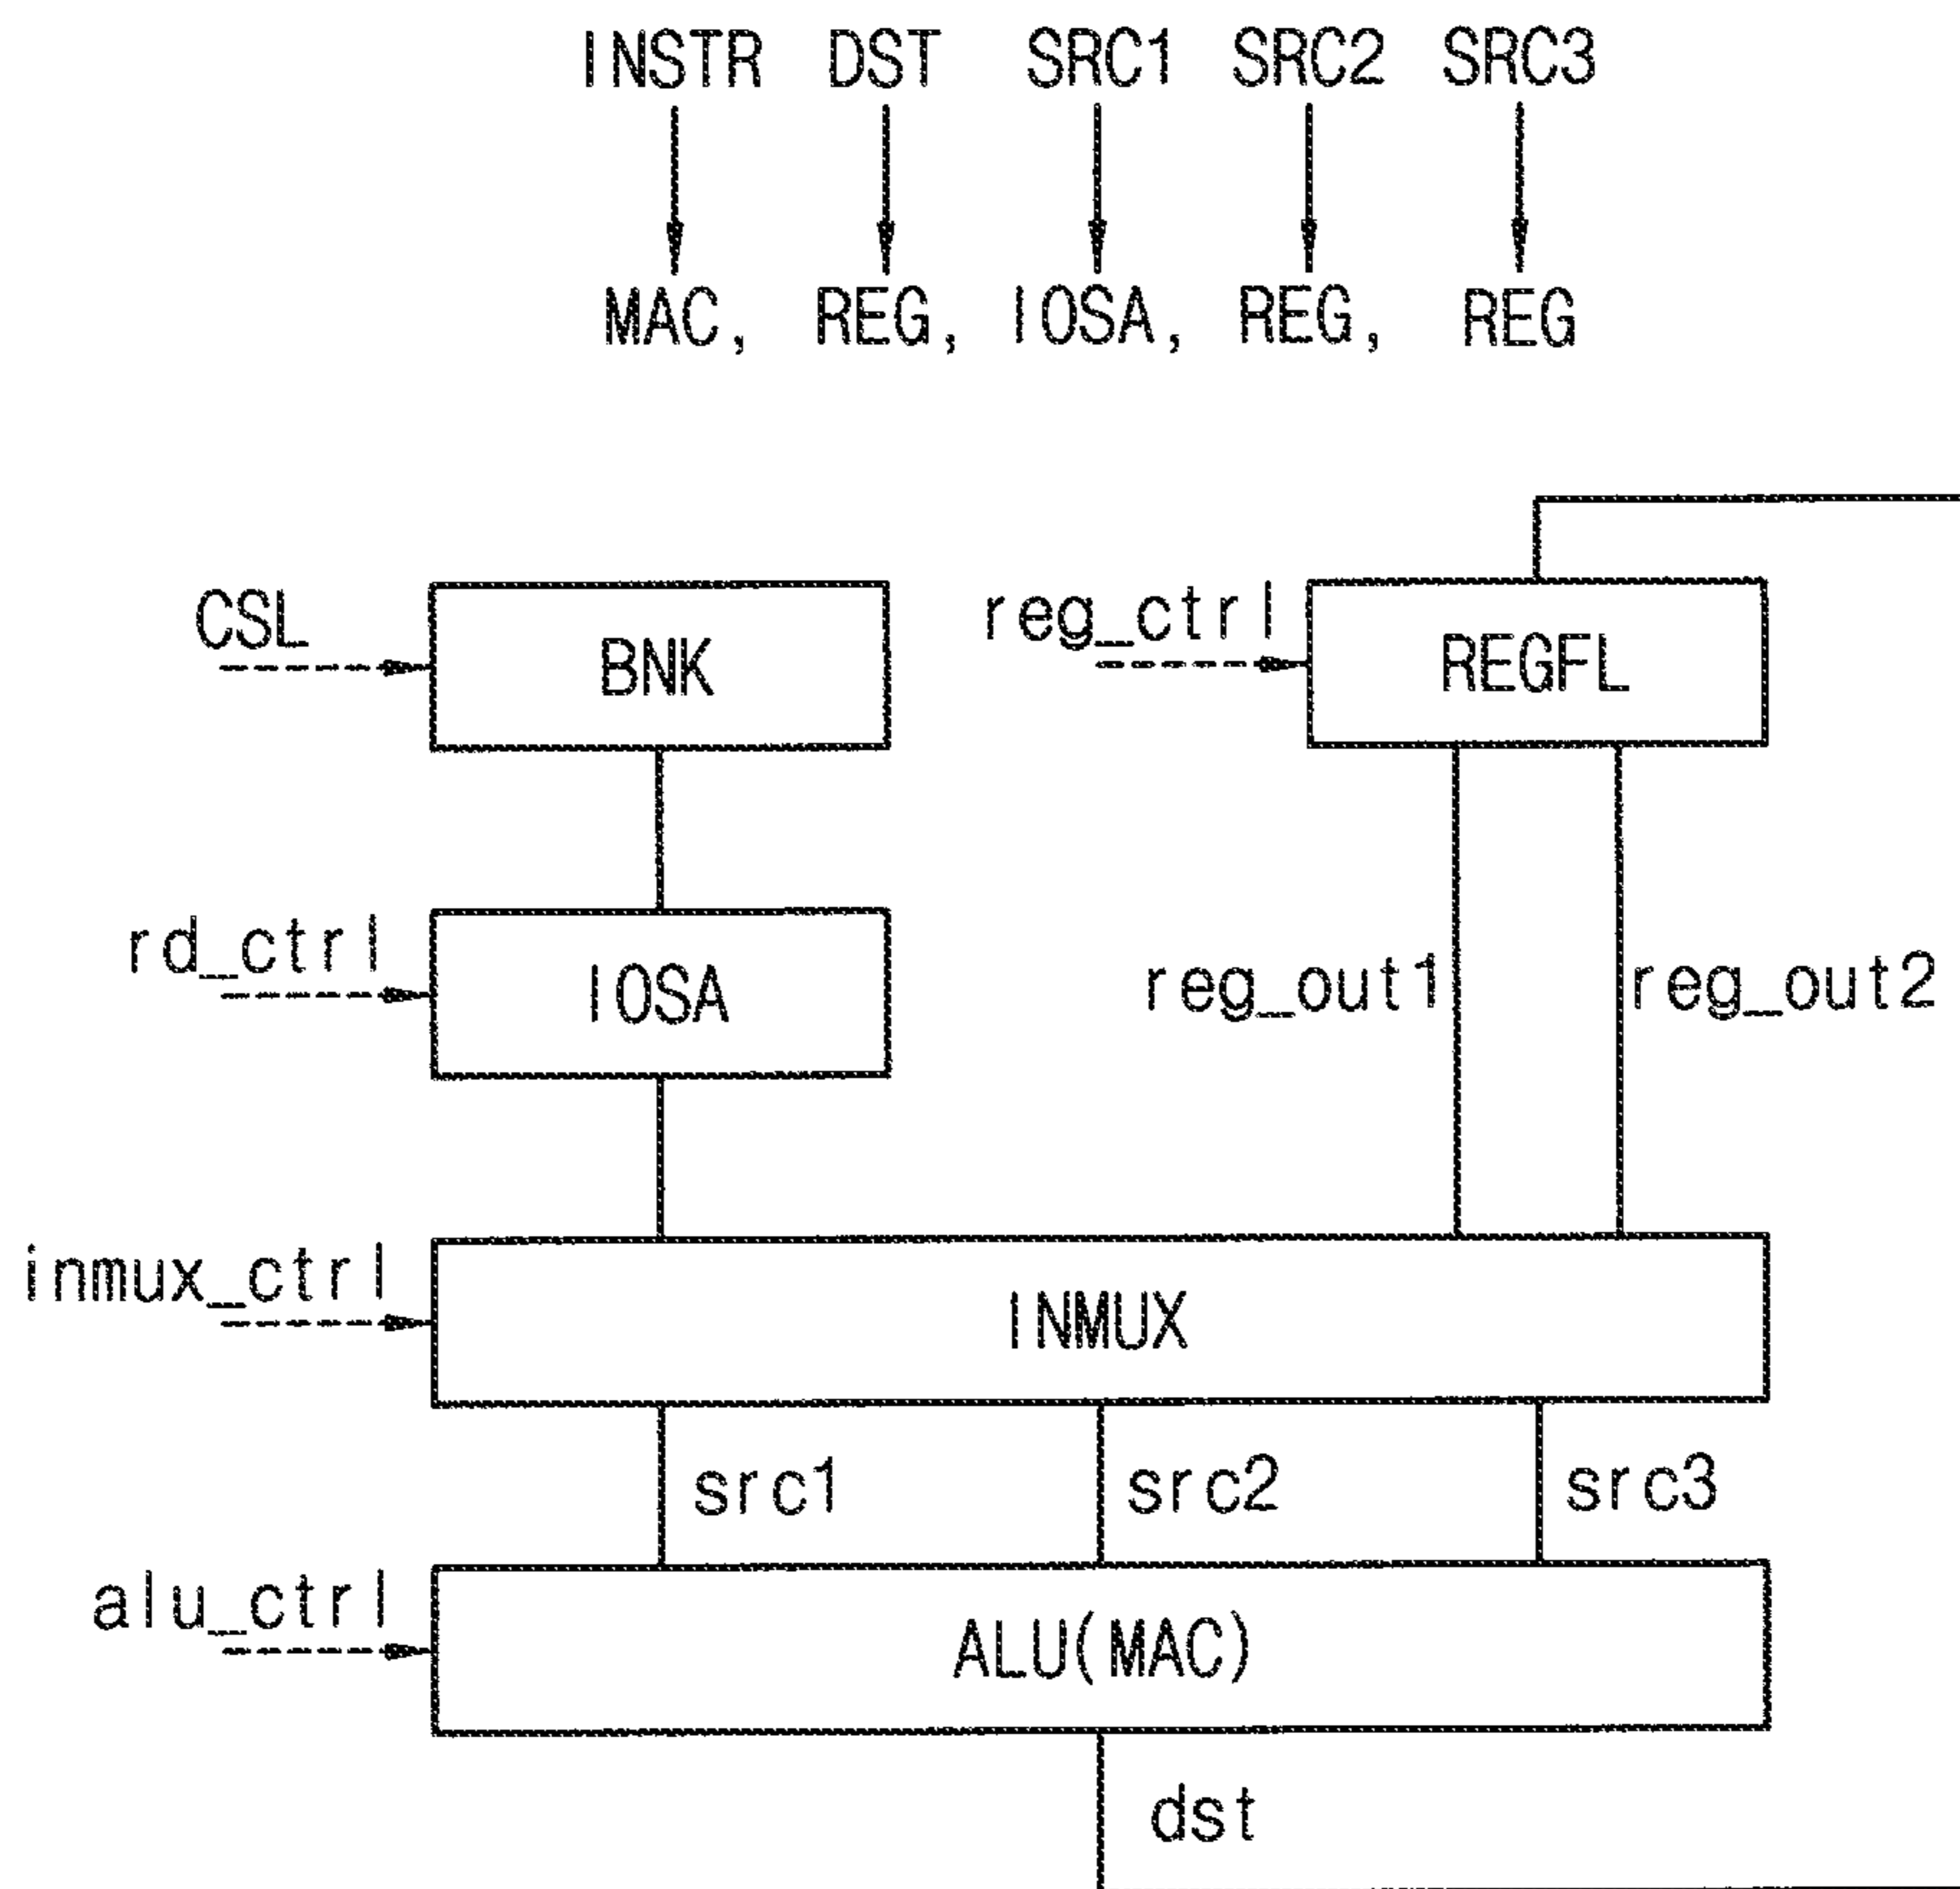 INSTR DST SRC1 SRC2 SRC3
MAC, REG, IOSA, REG, REG
CSL
BNK
reg_ctrl
REGFL
rd_ctrl
IOSA
reg_out1
reg_out2
inmux_ctrl
INMUX
src1
src2
src3
alu_ctrl
ALU(MAC)
dst